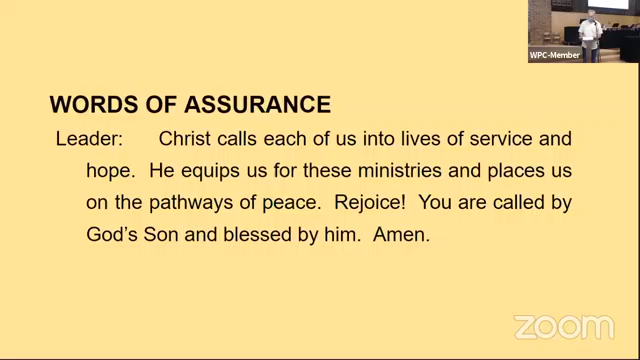 WPC-Member
WORDS OF ASSURANCE
Leader: Christ calls each of us into lives of service and
hope. He equips us for these ministries and places us
on the pathways of peace. Rejoice! You are called by
God's Son and blessed by him. Amen.
zoom